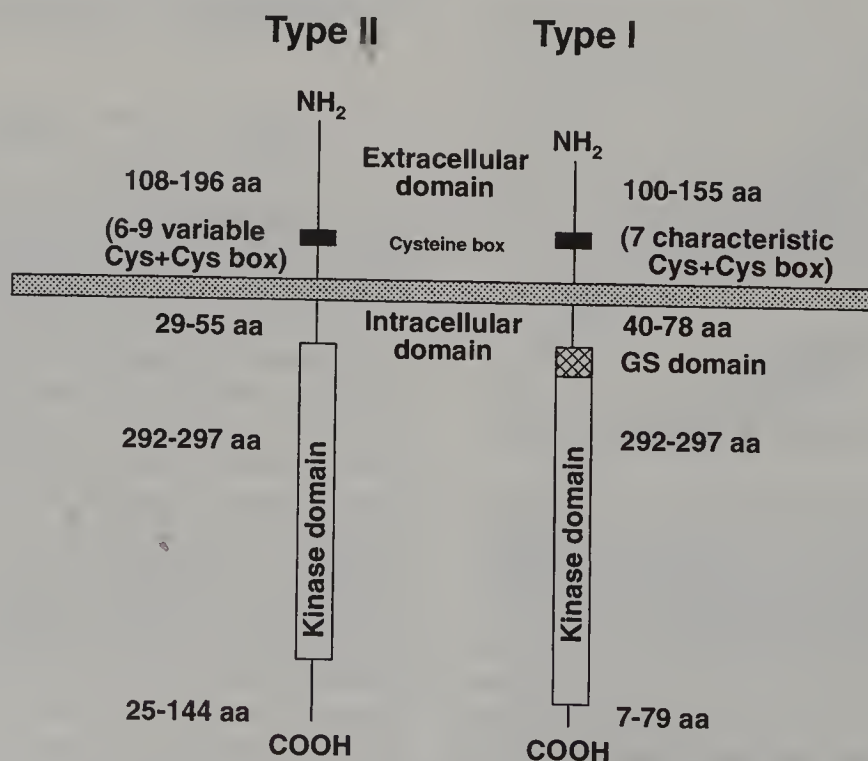 Type II
Type I
NH2
NH2
Extracellular
domain
108-196 aa
100-155 aa
(6-9 variable
Cys+Cys box)
Cysteine box
(7 characteristic
Cys+Cys box)
29-55 aa
Intracellular
domain
40-78 aa
GS domain
292-297 aa
292-297 aa
Kinase domain
Kinase domain
25-144 aa
7-79 aa
COOH
COOH